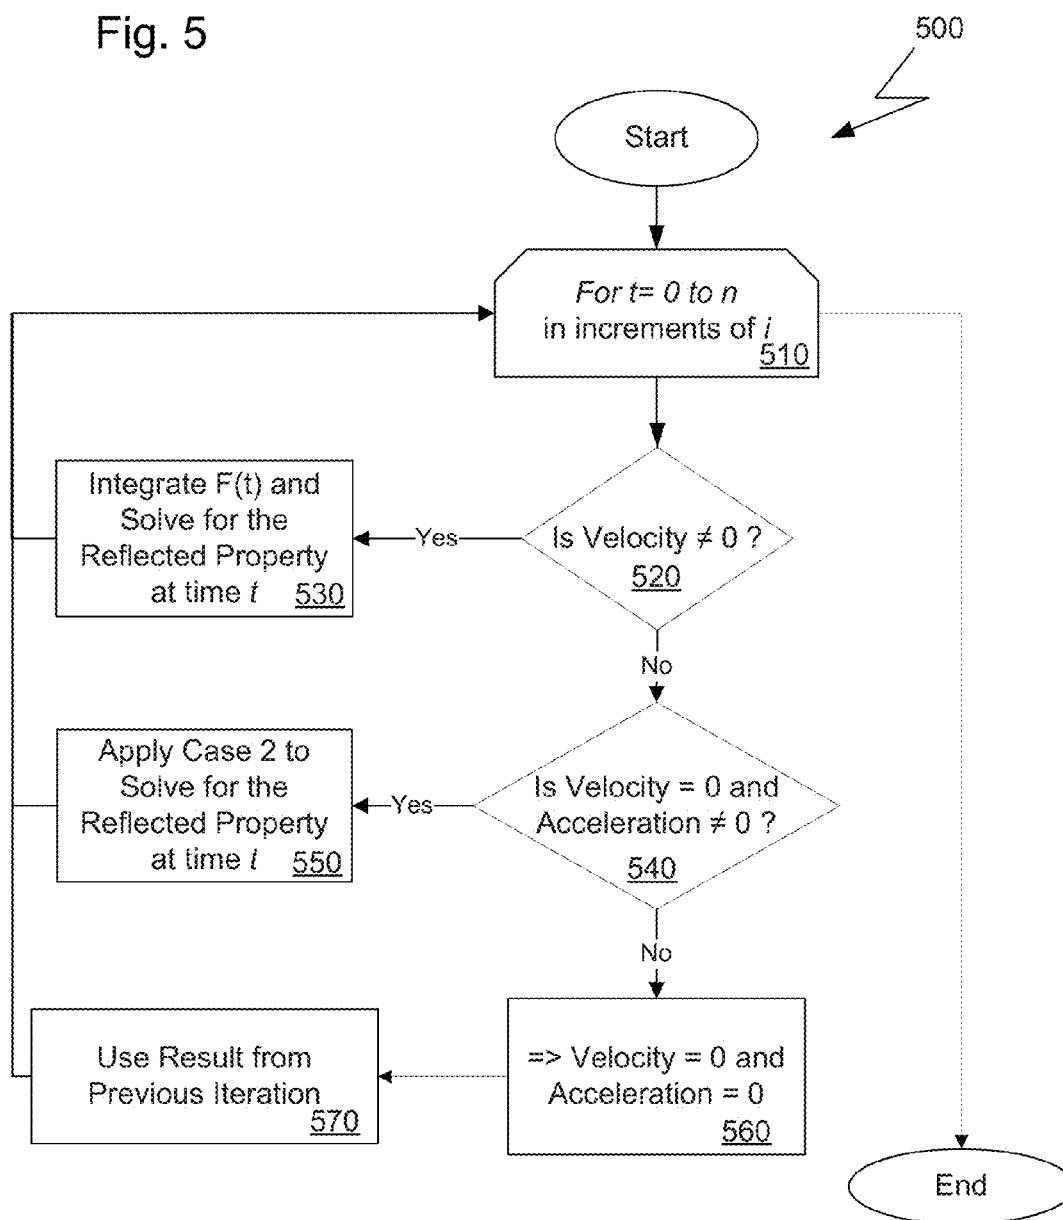 Fig. 5
500
Start
For t= 0 to n
in increments of i
510
Integrate F(t) and
Solve for the
Reflected Property
at time t 530
Yes
Is Velocity ≠ 0 ?
520
No
Apply Case 2 to
Solve for the
Reflected Property
at time t 550
Yes
Is Velocity = 0 and
Acceleration ≠ 0 ?
540
No
Use Result from
Previous Iteration
570
=> Velocity = 0 and
Acceleration = 0
560
End